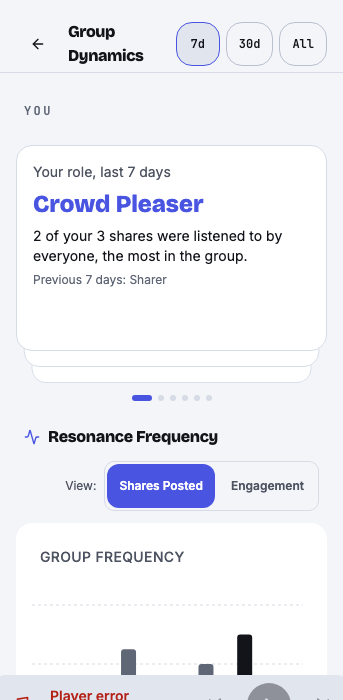 Group
Dynamics
7d
30d
All
YOU
Your role, last 7 days
Crowd Pleaser
2 of your 3 shares were listened to by
everyone, the most in the group.
Previous 7 days: Sharer
Resonance Frequency
View:
Shares Posted
Engagement
GROUP FREQUENCY
Player error